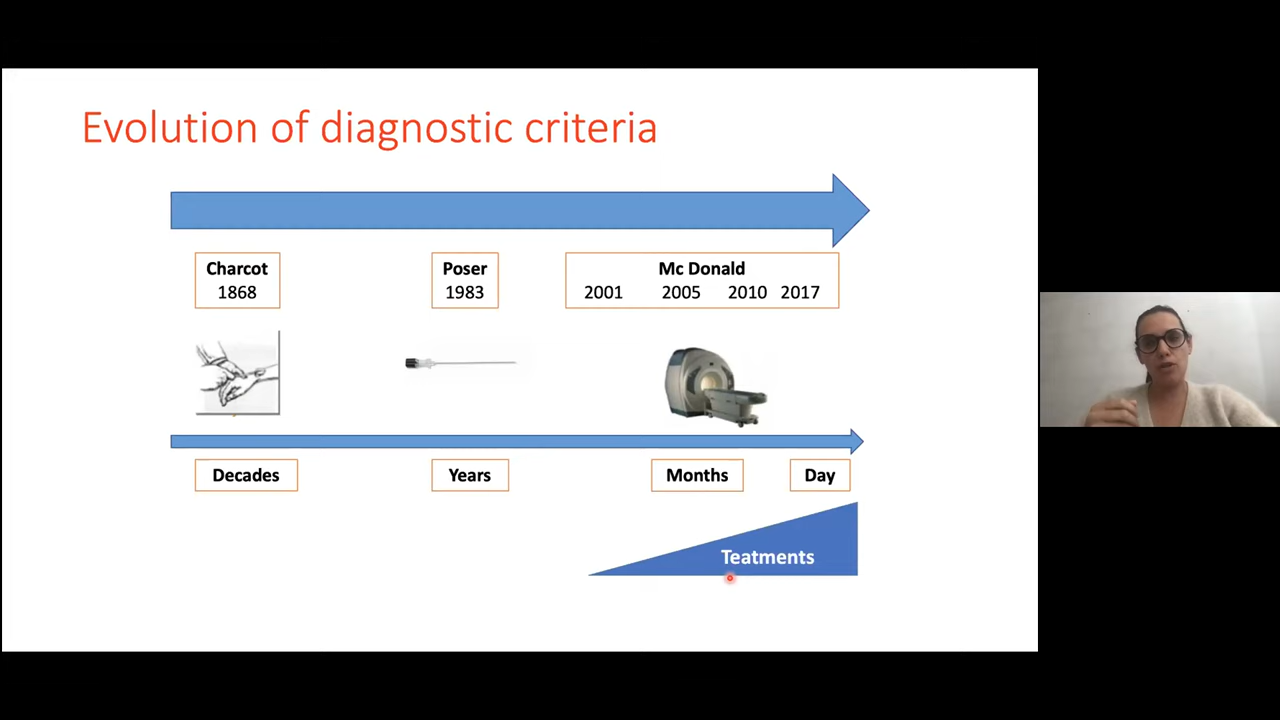 Evolution of diagnostic criteria
Charcot
1868
Poser
1983
Mc Donald
2001 2005 2010 2017
Decades
Years
Months
Day
Teatments